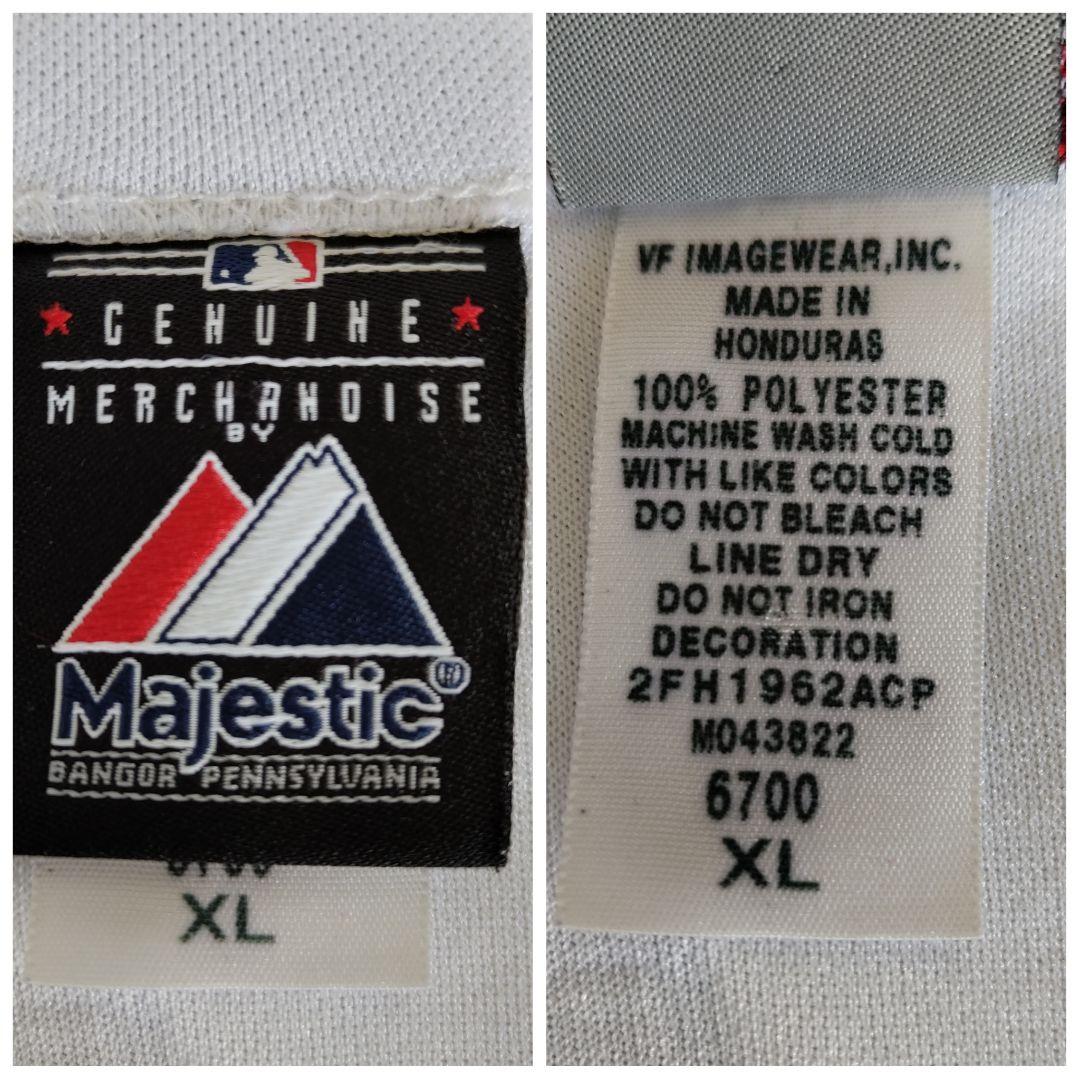 GENUINE
MERCHANDISE
BY
Majestic®
BANGOR PENNSYLVANIA
XL
VF IMAGEWEAR,INC.
MADE IN
HONDURAS
100% POLYESTER
MACHINE WASH COLD
WITH LIKE COLORS
DO NOT BLEACH
LINE DRY
DO NOT IRON
DECORATION
2FH1962ACP
M043822
6700
XL